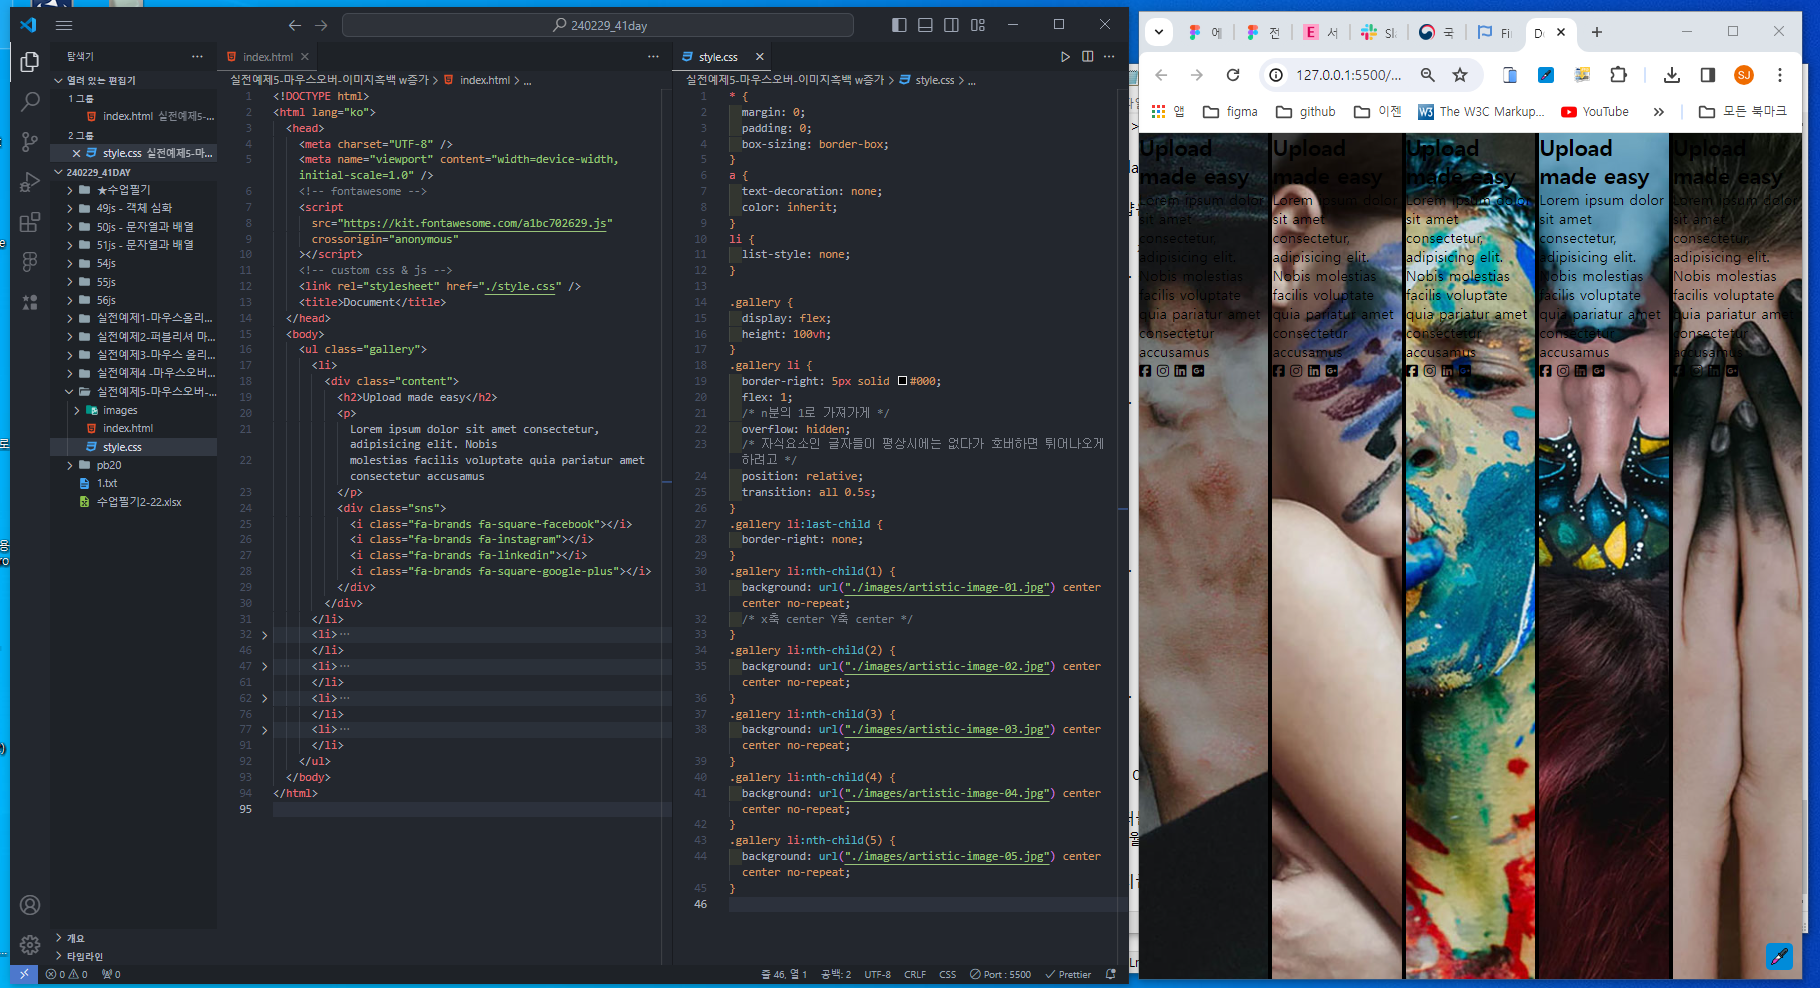 240229_41day
탐색기
열려 있는 편집기
1 그룹
index.html 실전예제5-...
2 그룹
style.css 실전예제5-마...
240229_41DAY
★수업필기
49js - 객체 심화
50js - 문자열과 배열
51js - 문자열과 배열
54js
55js
56js
실전예제1-마우스올리...
실전예제2-퍼블리셔 마...
실전예제3-마우스 올리...
실전예제4 -마우스오버...
실전예제5-마우스오버-...
images
index.html
style.css
pb20
1.txt
수업필기2-22.xlsx
개요
타임라인
index.html
실전예제5-마우스오버-이미지흑백 w증가 > index.html > ...
1 <!DOCTYPE html>
2 <html lang="ko">
3 <head>
4 <meta charset="UTF-8" />
5 <meta name="viewport" content="width=device-width,
initial-scale=1.0" />
6 <!-- fontawesome -->
7 <script
8 src="https://kit.fontawesome.com/a1bc702629.js"
9 crossorigin="anonymous"
10 ></script>
11 <!-- custom css & js -->
12 <link rel="stylesheet" href="./style.css" />
13 <title>Document</title>
14 </head>
15 <body>
16 <ul class="gallery">
17 <li>
18 <div class="content">
19 <h2>Upload made easy</h2>
20 <p>
21 Lorem ipsum dolor sit amet consectetur,
adipisicing elit. Nobis
22 molestias facilis voluptate quia pariatur amet
consectetur accusamus
23 </p>
24 <div class="sns">
25 <i class="fa-brands fa-square-facebook"></i>
26 <i class="fa-brands fa-instagram"></i>
27 <i class="fa-brands fa-linkedin"></i>
28 <i class="fa-brands fa-square-google-plus"></i>
29 </div>
30 </div>
31 </li>
32 <li>...
46 </li>
47 <li>...
61 </li>
62 <li>...
76 </li>
77 <li>...
91 </li>
92 </ul>
93 </body>
94 </html>
95
style.css
실전예제5-마우스오버-이미지흑백 w증가 > style.css > ...
1 * {
2 margin: 0;
3 padding: 0;
4 box-sizing: border-box;
5 }
6 a {
7 text-decoration: none;
8 color: inherit;
9 }
10 li {
11 list-style: none;
12 }
13
14 .gallery {
15 display: flex;
16 height: 100vh;
17 }
18 .gallery li {
19 border-right: 5px solid #000;
20 flex: 1;
21 /* n분의 1로 가져가게 */
22 overflow: hidden;
23 /* 자식요소인 글자들이 평상시에는 없다가 호버하면 튀어나오게
하려고 */
24 position: relative;
25 transition: all 0.5s;
26 }
27 .gallery li:last-child {
28 border-right: none;
29 }
30 .gallery li:nth-child(1) {
31 background: url("./images/artistic-image-01.jpg") center
center no-repeat;
32 /* x축 center Y축 center */
33 }
34 .gallery li:nth-child(2) {
35 background: url("./images/artistic-image-02.jpg") center
center no-repeat;
36 }
37 .gallery li:nth-child(3) {
38 background: url("./images/artistic-image-03.jpg") center
center no-repeat;
39 }
40 .gallery li:nth-child(4) {
41 background: url("./images/artistic-image-04.jpg") center
center no-repeat;
42 }
43 .gallery li:nth-child(5) {
44 background: url("./images/artistic-image-05.jpg") center
center no-repeat;
45 }
46
0 0 0 줄 46, 열 1 공백: 2 UTF-8 CRLF CSS Port : 5500 Prettier
에 전 서 Sl 국 Fi D
127.0.0.1:5500/... SJ
앱 figma github 이젠 The W3C Markup... YouTube » 모든 북마크
Upload
made easy
Lorem ipsum dolor
sit amet
consectetur,
adipisicing elit.
Nobis molestias
facilis voluptate
quia pariatur amet
consectetur
accusamus
Upload
made easy
Lorem ipsum dolor
sit amet
consectetur,
adipisicing elit.
Nobis molestias
facilis voluptate
quia pariatur amet
consectetur
accusamus
Upload
made easy
Lorem ipsum dolor
sit amet
consectetur,
adipisicing elit.
Nobis molestias
facilis voluptate
quia pariatur amet
consectetur
accusamus
Upload
made easy
Lorem ipsum dolor
sit amet
consectetur,
adipisicing elit.
Nobis molestias
facilis voluptate
quia pariatur amet
consectetur
accusamus
Upload
made easy
Lorem ipsum dolor
sit amet
consectetur,
adipisicing elit.
Nobis molestias
facilis voluptate
quia pariatur amet
consectetur
accusamus